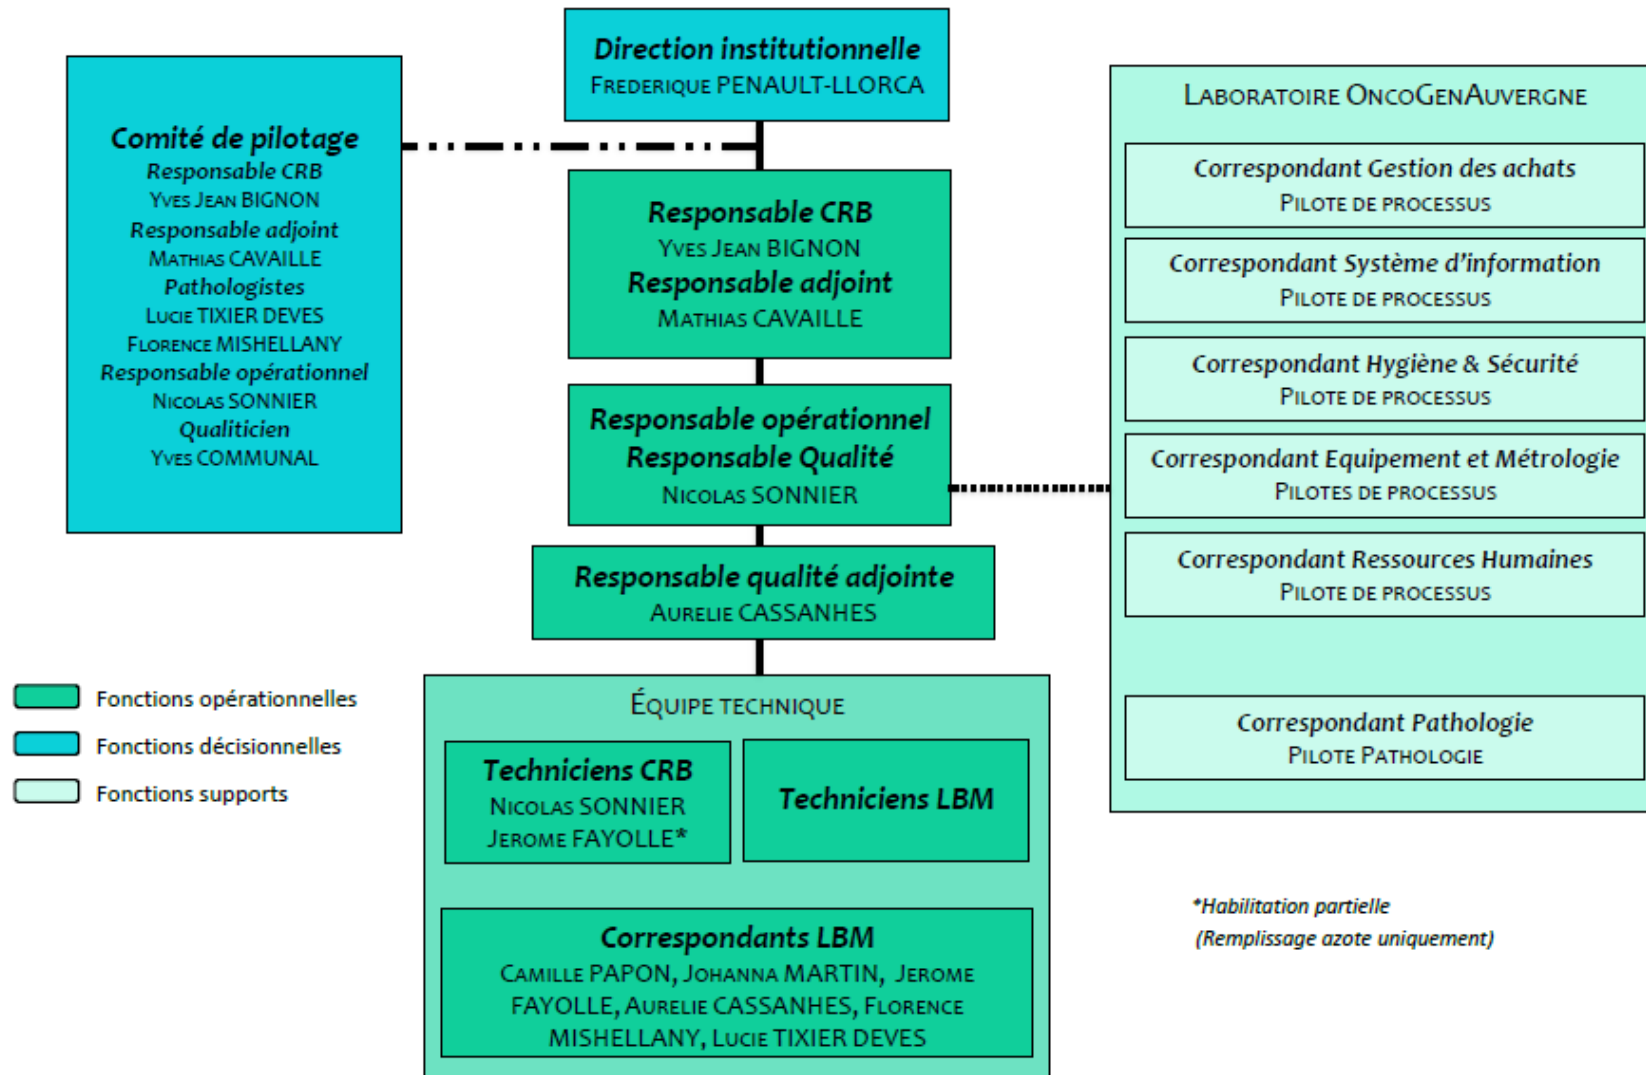 Direction institutionnelle
Frederique PENAULT-LLORCA
Comité de pilotage
Responsable CRB
Yves Jean BIGNON
Responsable adjoint
Mathias CAVAILLE
Pathologistes
Lucie TIXIER DEVES
Florence MISHELLANY
Responsable opérationnel
Nicolas SONNIER
Qualiticien
Yves COMMUNAL
Responsable CRB
Yves Jean BIGNON
Responsable adjoint
Mathias CAVAILLE
Responsable opérationnel
Responsable Qualité
Nicolas SONNIER
Responsable qualité adjointe
Aurelie CASSANHES
Équipe technique
Techniciens CRB
Nicolas SONNIER
Jerome FAYOLLE*
Techniciens LBM
Correspondants LBM
Camille PAPON, Johanna MARTIN, Jerome
FAYOLLE, Aurelie CASSANHES, Florence
MISHELLANY, Lucie TIXIER DEVES
Laboratoire OncoGenAuvergne
Correspondant Gestion des achats
Pilote de processus
Correspondant Système d'information
Pilote de processus
Correspondant Hygiène & Sécurité
Pilote de processus
Correspondant Equipement et Métrologie
Pilotes de processus
Correspondant Ressources Humaines
Pilote de processus
Correspondant Pathologie
Pilote Pathologie
Fonctions opérationnelles
Fonctions décisionnelles
Fonctions supports
*Habilitation partielle
(Remplissage azote uniquement)